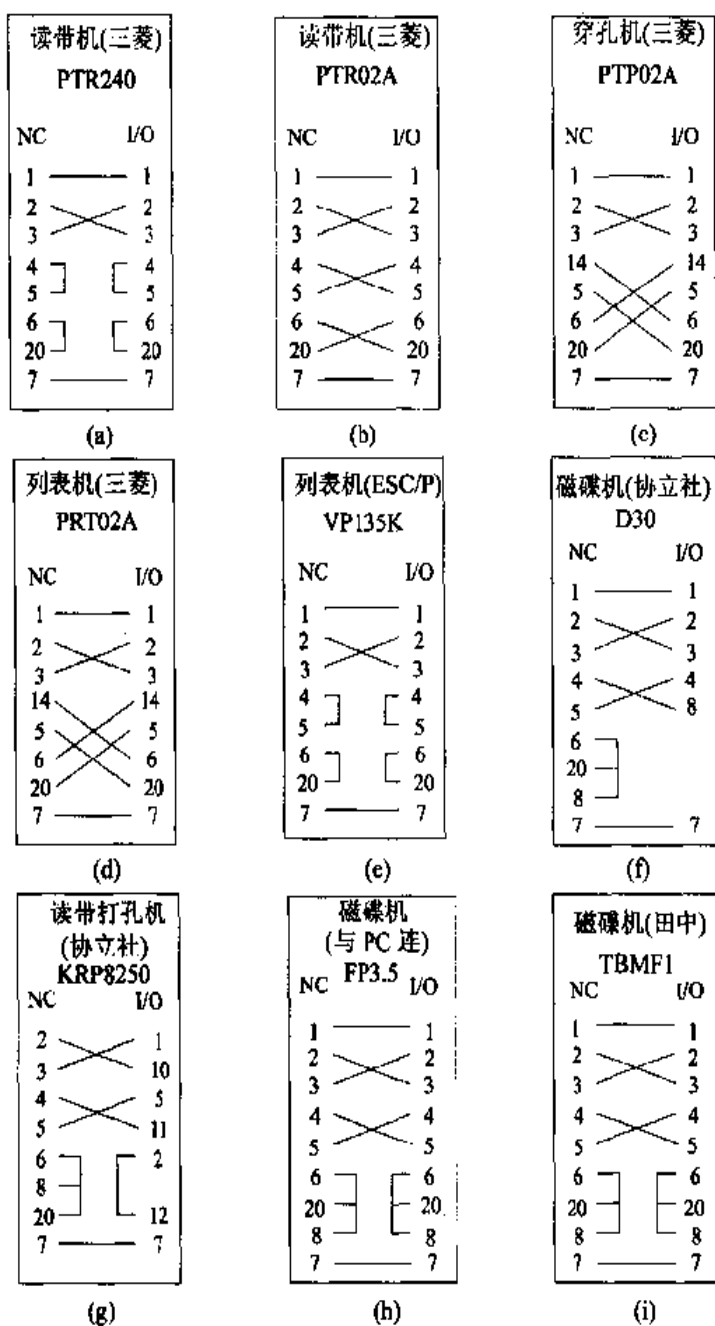 读带机(三菱)
PTR240
NC I/O
1 1
2 2
3 3
4 4
5 5
6 6
20 20
7 7
(a)
读带机(三菱)
PTR02A
NC I/O
1 1
2 2
3 3
4 4
5 5
6 6
20 20
7 7
(b)
穿孔机(三菱)
PTP02A
NC I/O
1 1
2 2
3 3
14 14
5 5
6 6
20 20
7 7
(c)
列表机(三菱)
PRT02A
NC I/O
1 1
2 2
3 3
14 14
5 5
6 6
20 20
7 7
(d)
列表机(ESC/P)
VP135K
NC I/O
1 1
2 2
3 3
4 4
5 5
6 6
20 20
7 7
(e)
磁碟机(协立社)
D30
NC I/O
1 1
2 2
3 3
4 4
5 8
6
20
8
7 7
(f)
读带打孔机
(协立社)
KRP8250
NC I/O
2 1
3 10
4 5
5 11
6 2
8
20 12
7 7
(g)
磁碟机
(与 PC 连)
FP3.5
NC I/O
1 1
2 2
3 3
4 4
5 5
6 6
20 20
8 8
7 7
(h)
磁碟机(田中)
TBMF1
NC I/O
1 1
2 2
3 3
4 4
5 5
6 6
20 20
8 8
7 7
(i)